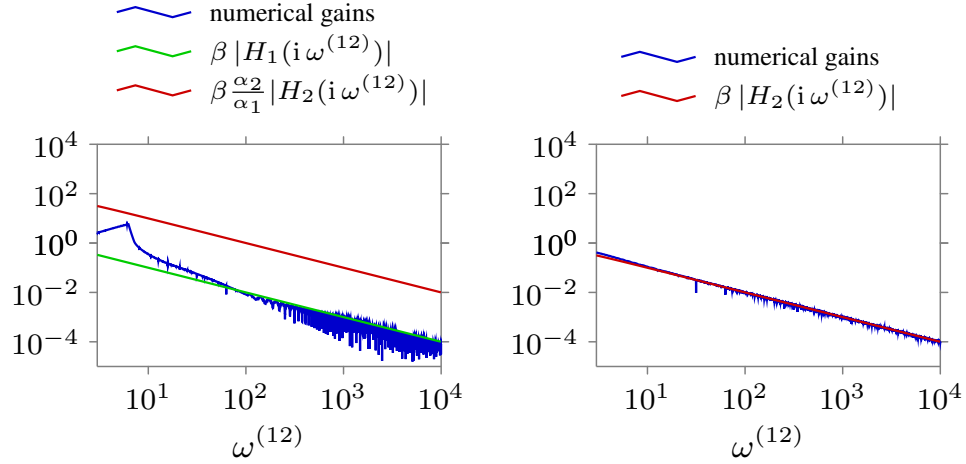 numerical gains
β |H₁(i ω⁽¹²⁾)|
β α₂/α₁ |H₂(i ω⁽¹²⁾)|
10⁴
10²
10⁰
10⁻²
10⁻⁴
10¹ 10² 10³ 10⁴
ω⁽¹²⁾
numerical gains
β |H₂(i ω⁽¹²⁾)|
10⁴
10²
10⁰
10⁻²
10⁻⁴
10¹ 10² 10³ 10⁴
ω⁽¹²⁾